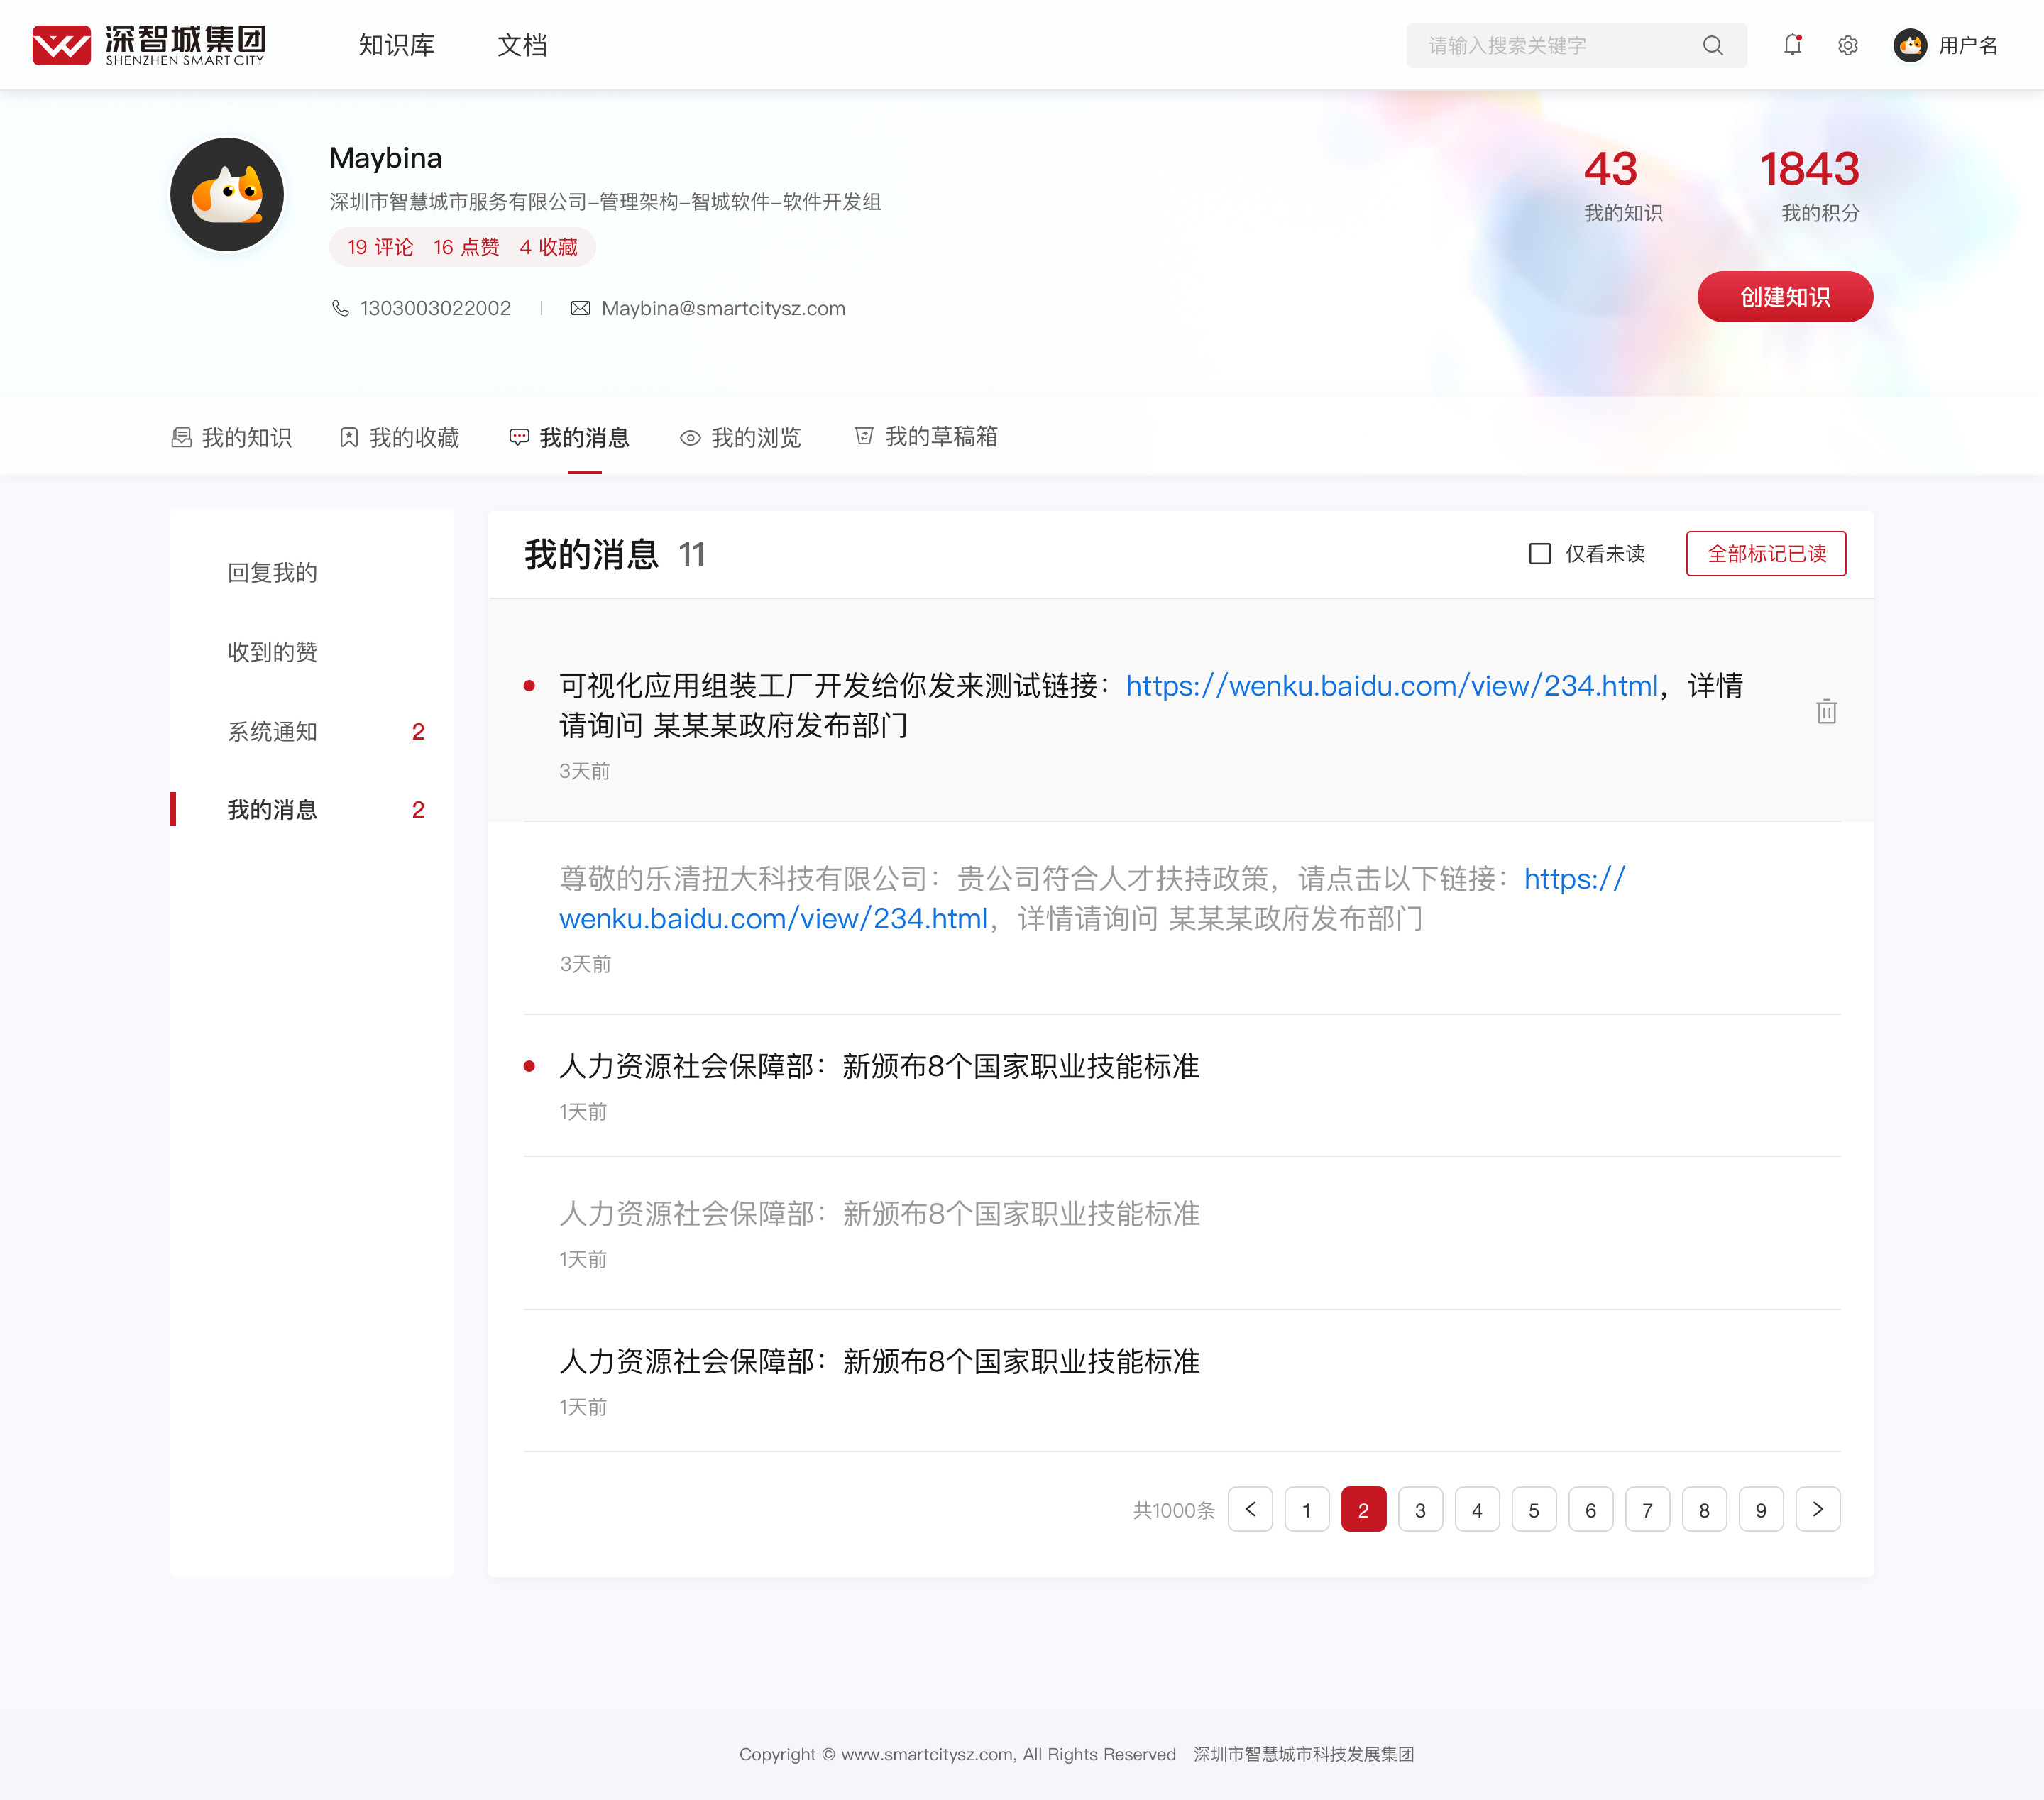 深智城集团
SHENZHEN SMART CITY
知识库
文档
请输入搜索关键字
用户名
Maybina
深圳市智慧城市服务有限公司–管理架构–智城软件–软件开发组
19 评论 16 点赞 4 收藏
1303003022002
Maybina@smartcitysz.com
43
我的知识
1843
我的积分
创建知识
我的知识
我的收藏
我的消息
我的浏览
我的草稿箱
回复我的
收到的赞
系统通知 2
我的消息 2
我的消息 11
仅看未读
全部标记已读
可视化应用组装工厂开发给你发来测试链接：https://wenku.baidu.com/view/234.html，详情
请询问 某某某政府发布部门
3天前
尊敬的乐清扭大科技有限公司：贵公司符合人才扶持政策，请点击以下链接：https://
wenku.baidu.com/view/234.html，详情请询问 某某某政府发布部门
3天前
人力资源社会保障部：新颁布8个国家职业技能标准
1天前
人力资源社会保障部：新颁布8个国家职业技能标准
1天前
人力资源社会保障部：新颁布8个国家职业技能标准
1天前
共1000条 < 1 2 3 4 5 6 7 8 9 >
Copyright © www.smartcitysz.com, All Rights Reserved 深圳市智慧城市科技发展集团